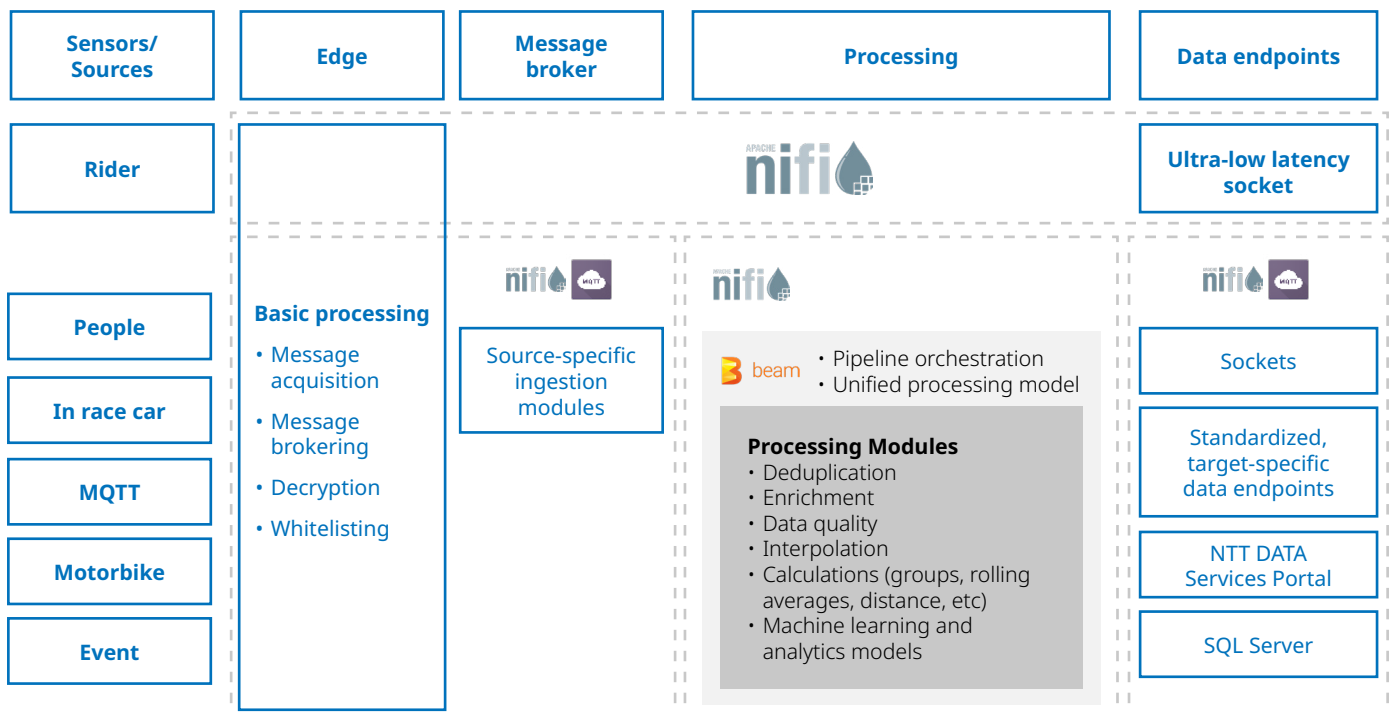 Sensors/
Sources
Edge
Message
broker
Processing
Data endpoints
Rider
APACHE
nifi
Ultra-low latency
socket
People
In race car
MQTT
Motorbike
Event
Basic processing
• Message
acquisition
• Message
brokering
• Decryption
• Whitelisting
APACHE
nifi
MQTT
Source-specific
ingestion
modules
APACHE
nifi
beam
• Pipeline orchestration
• Unified processing model
Processing Modules
• Deduplication
• Enrichment
• Data quality
• Interpolation
• Calculations (groups, rolling
averages, distance, etc)
• Machine learning and
analytics models
APACHE
nifi
MQTT
Sockets
Standardized,
target-specific
data endpoints
NTT DATA
Services Portal
SQL Server